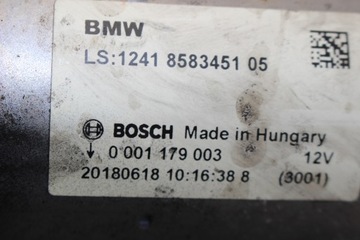 BMW
LS:1241 8583451 05
BOSCH Made in Hungary
0 001 179 003 12V
20180618 10:16:38 8 (3001)